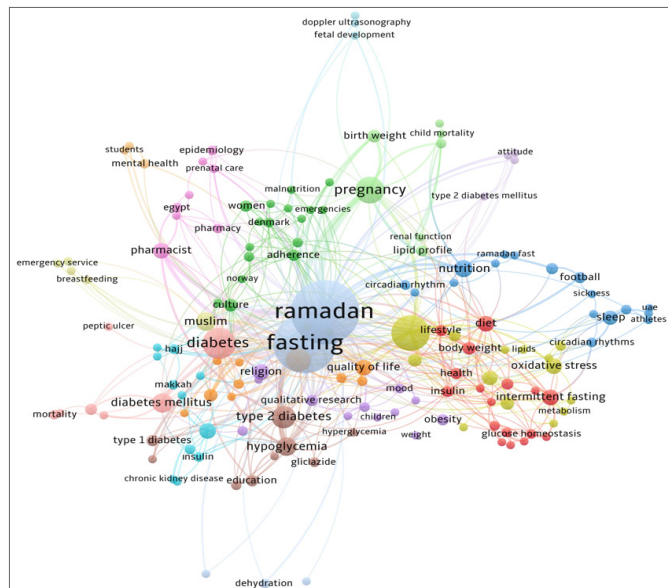 doppler ultrasonography
fetal development
birth weight
child mortality
students
epidemiology
attitude
mental health
prenatal care
malnutrition
pregnancy
type 2 diabetes mellitus
women
emergencies
egypt
denmark
pharmacy
renal function
pharmacist
adherence
lipid profile
ramadan fast
emergency service
nutrition
football
breastfeeding
norway
circadian rhythm
sickness
culture
uae
ramadan
sleep
athletes
muslim
diet
peptic ulcer
lifestyle
diabetes
fasting
circadian rhythms
hajj
body weight
lipids
oxidative stress
religion
quality of life
health
makkah
mood
insulin
intermittent fasting
diabetes mellitus
qualitative research
mortality
type 2 diabetes
children
obesity
metabolism
type 1 diabetes
hyperglycemia
weight
glucose homeostasis
hypoglycemia
insulin
gliclazide
chronic kidney disease
education
dehydration